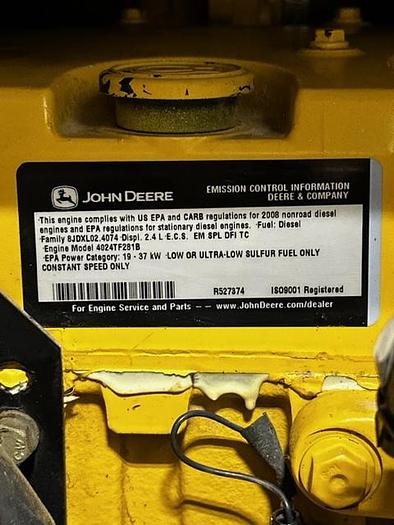 JOHN DEERE
EMISSION CONTROL INFORMATION
DEERE & COMPANY
This engine complies with US EPA and CARB regulations for 2008 nonroad diesel
engines and EPA regulations for stationary diesel engines. ·Fuel: Diesel
·Family 8JDXL02.4074 ·Displ. 2.4 L ·E.C.S. EM SPL DFI TC
·Engine Model 4024TF281B
·EPA Power Category: 19 - 37 kW ·LOW OR ULTRA-LOW SULFUR FUEL ONLY
CONSTANT SPEED ONLY
R527374 ISO9001 Registered
For Engine Service and Parts -- www.JohnDeere.com/dealer